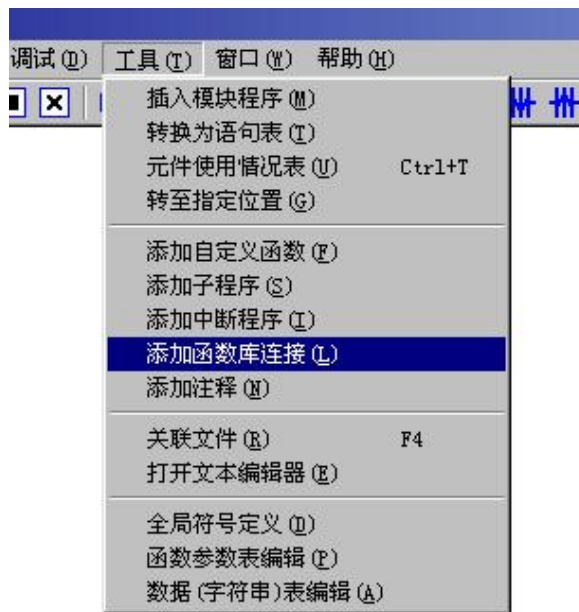 调试(D) 工具(T) 窗口(W) 帮助(H)
插入模块程序(M)
转换为语句表(T)
元件使用情况表(U) Ctrl+T
转至指定位置(G)
添加自定义函数(F)
添加子程序(S)
添加中断程序(I)
添加函数库连接(L)
添加注释(N)
关联文件(R) F4
打开文本编辑器(E)
全局符号定义(D)
函数参数表编辑(P)
数据(字符串)表编辑(A)